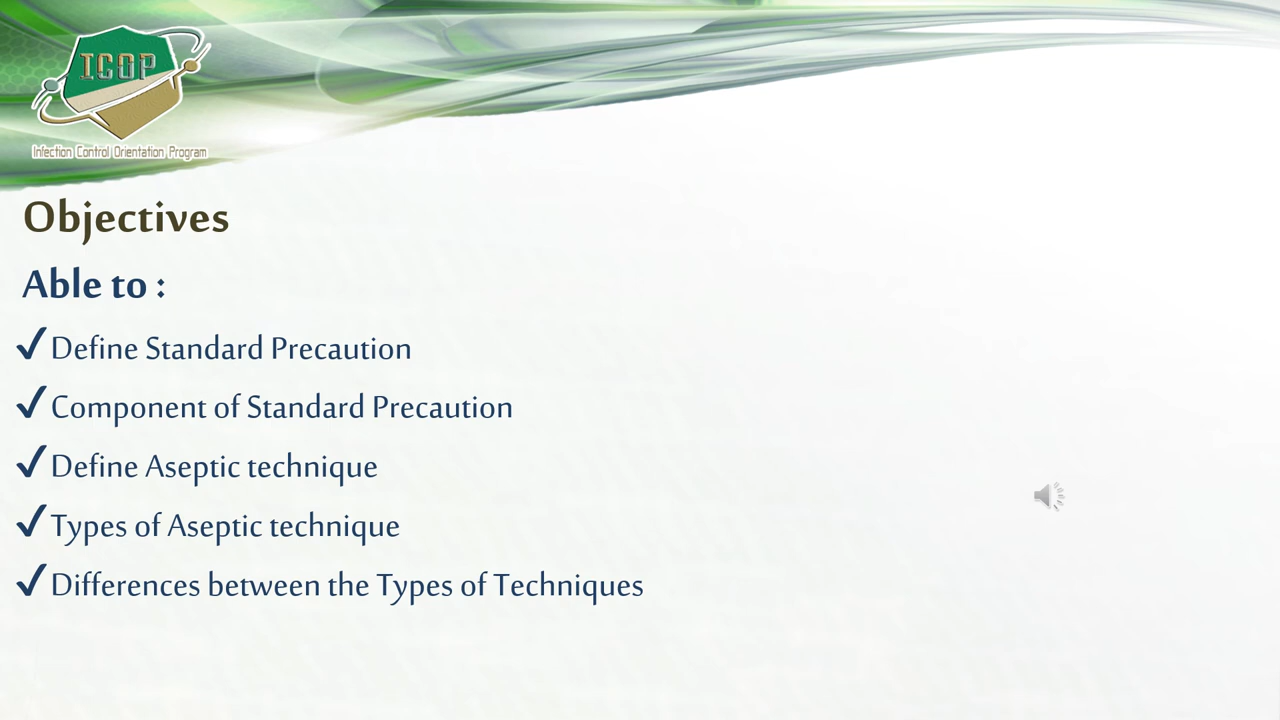 ICOP
Infection Control Orientation Program
Objectives
Able to :
✓Define Standard Precaution
✓Component of Standard Precaution
✓Define Aseptic technique
✓Types of Aseptic technique
✓Differences between the Types of Techniques